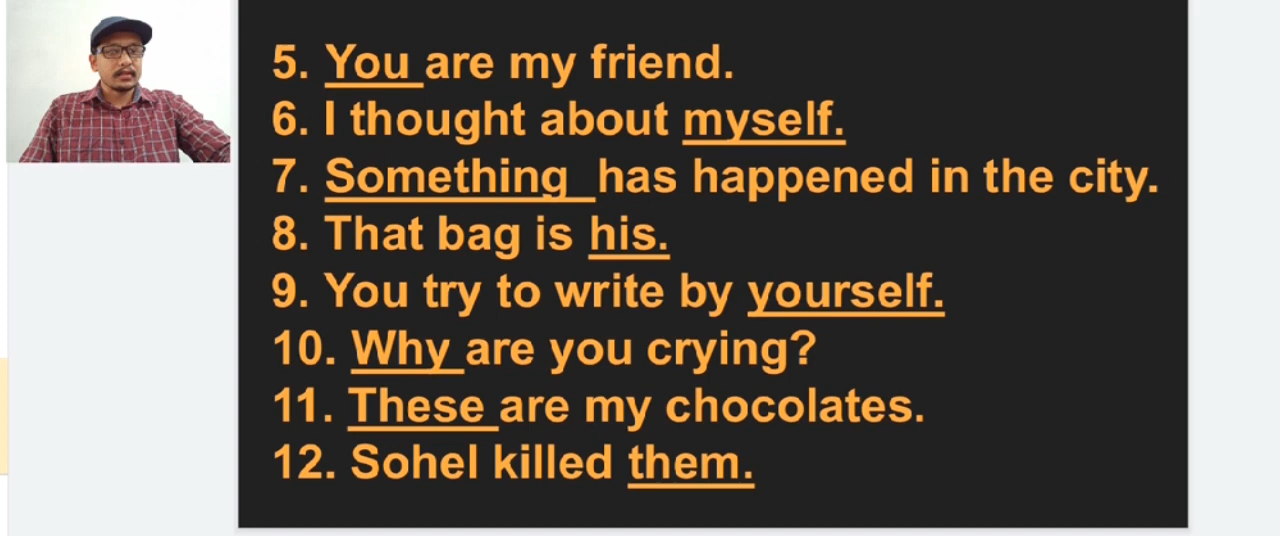 5. You are my friend.
6. I thought about myself.
7. Something has happened in the city.
8. That bag is his.
9. You try to write by yourself.
10. Why are you crying?
11. These are my chocolates.
12. Sohel killed them.